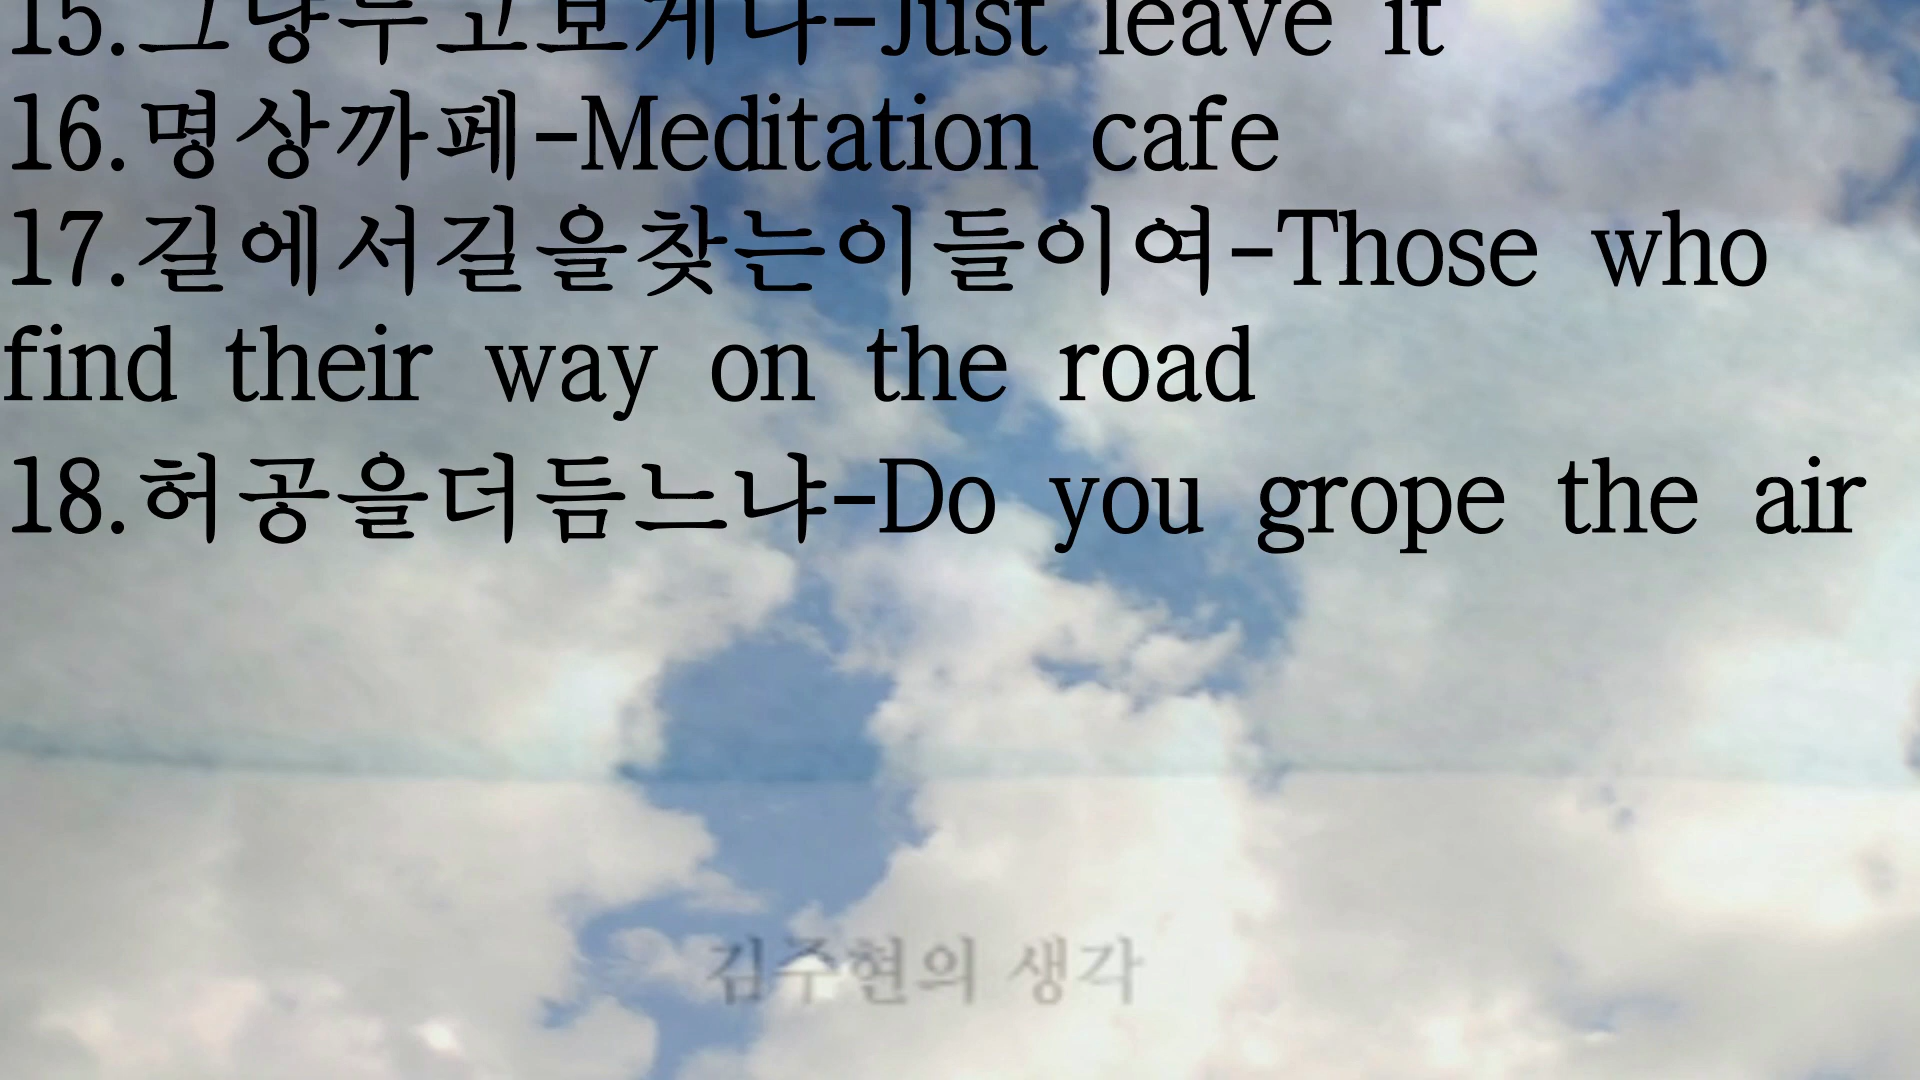 15.그냥두고보게나-Just leave it
16.명상까페-Meditation cafe
17.길에서길을찾는이들이여-Those who
find their way on the road
18.허공을더듬느냐-Do you grope the air
김주현의 생각